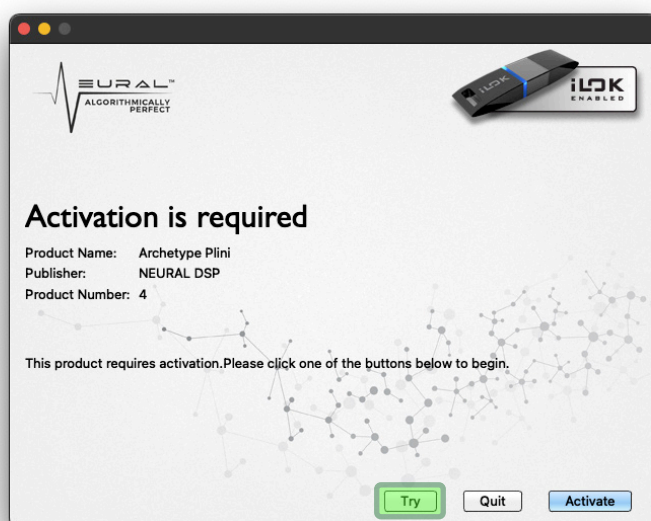 NEURAL™
ALGORITHMICALLY
PERFECT
iLOK
iLOK
ENABLED
Activation is required
Product Name: Archetype Plini
Publisher: NEURAL DSP
Product Number: 4
This product requires activation.Please click one of the buttons below to begin.
Try Quit Activate